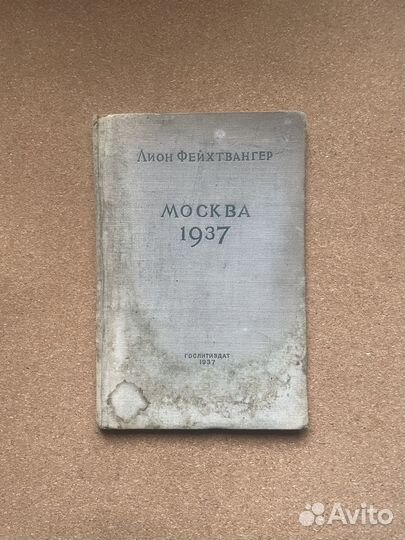 Лион Фейхтвангер
Москва
1937
Гослитиздат
1937
Avito